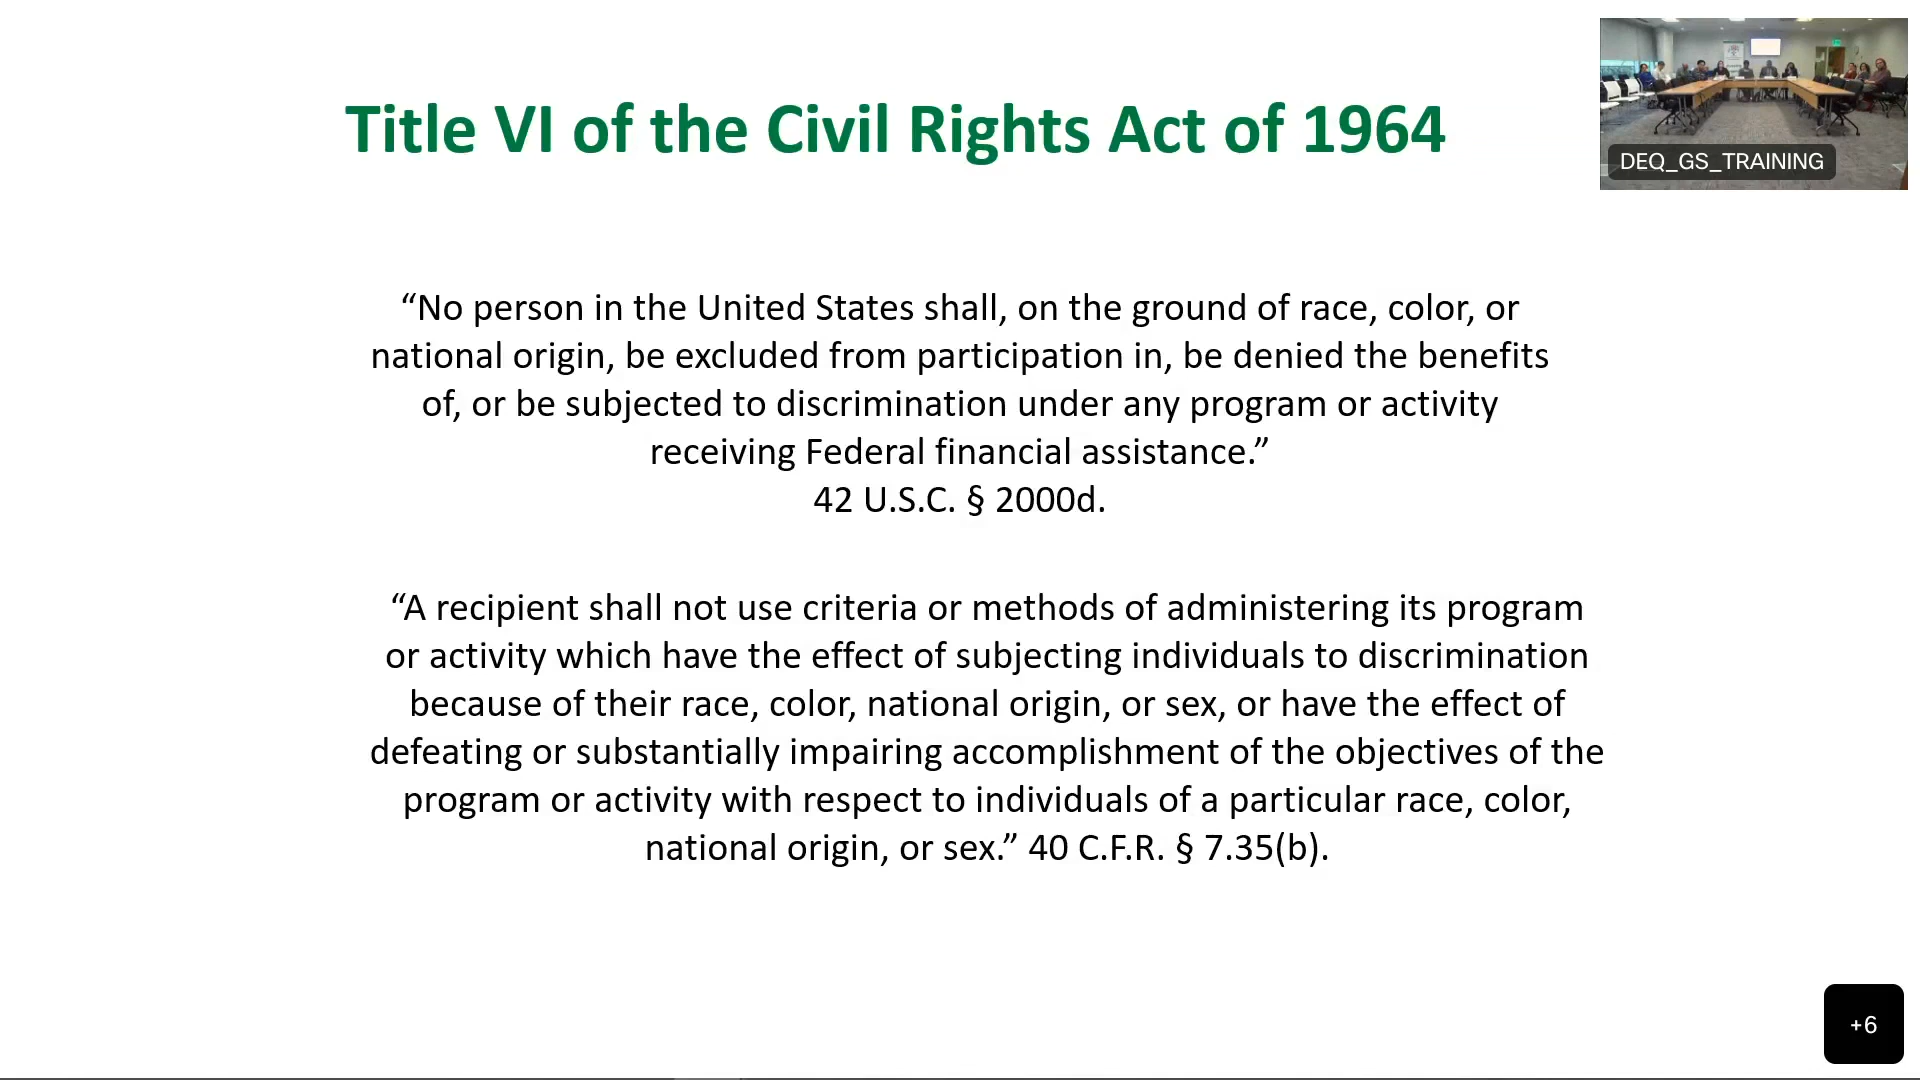 Title VI of the Civil Rights Act of 1964
DEQ_GS_TRAINING
“No person in the United States shall, on the ground of race, color, or
national origin, be excluded from participation in, be denied the benefits
of, or be subjected to discrimination under any program or activity
receiving Federal financial assistance.”
42 U.S.C. § 2000d.
“A recipient shall not use criteria or methods of administering its program
or activity which have the effect of subjecting individuals to discrimination
because of their race, color, national origin, or sex, or have the effect of
defeating or substantially impairing accomplishment of the objectives of the
program or activity with respect to individuals of a particular race, color,
national origin, or sex.” 40 C.F.R. § 7.35(b).
+6